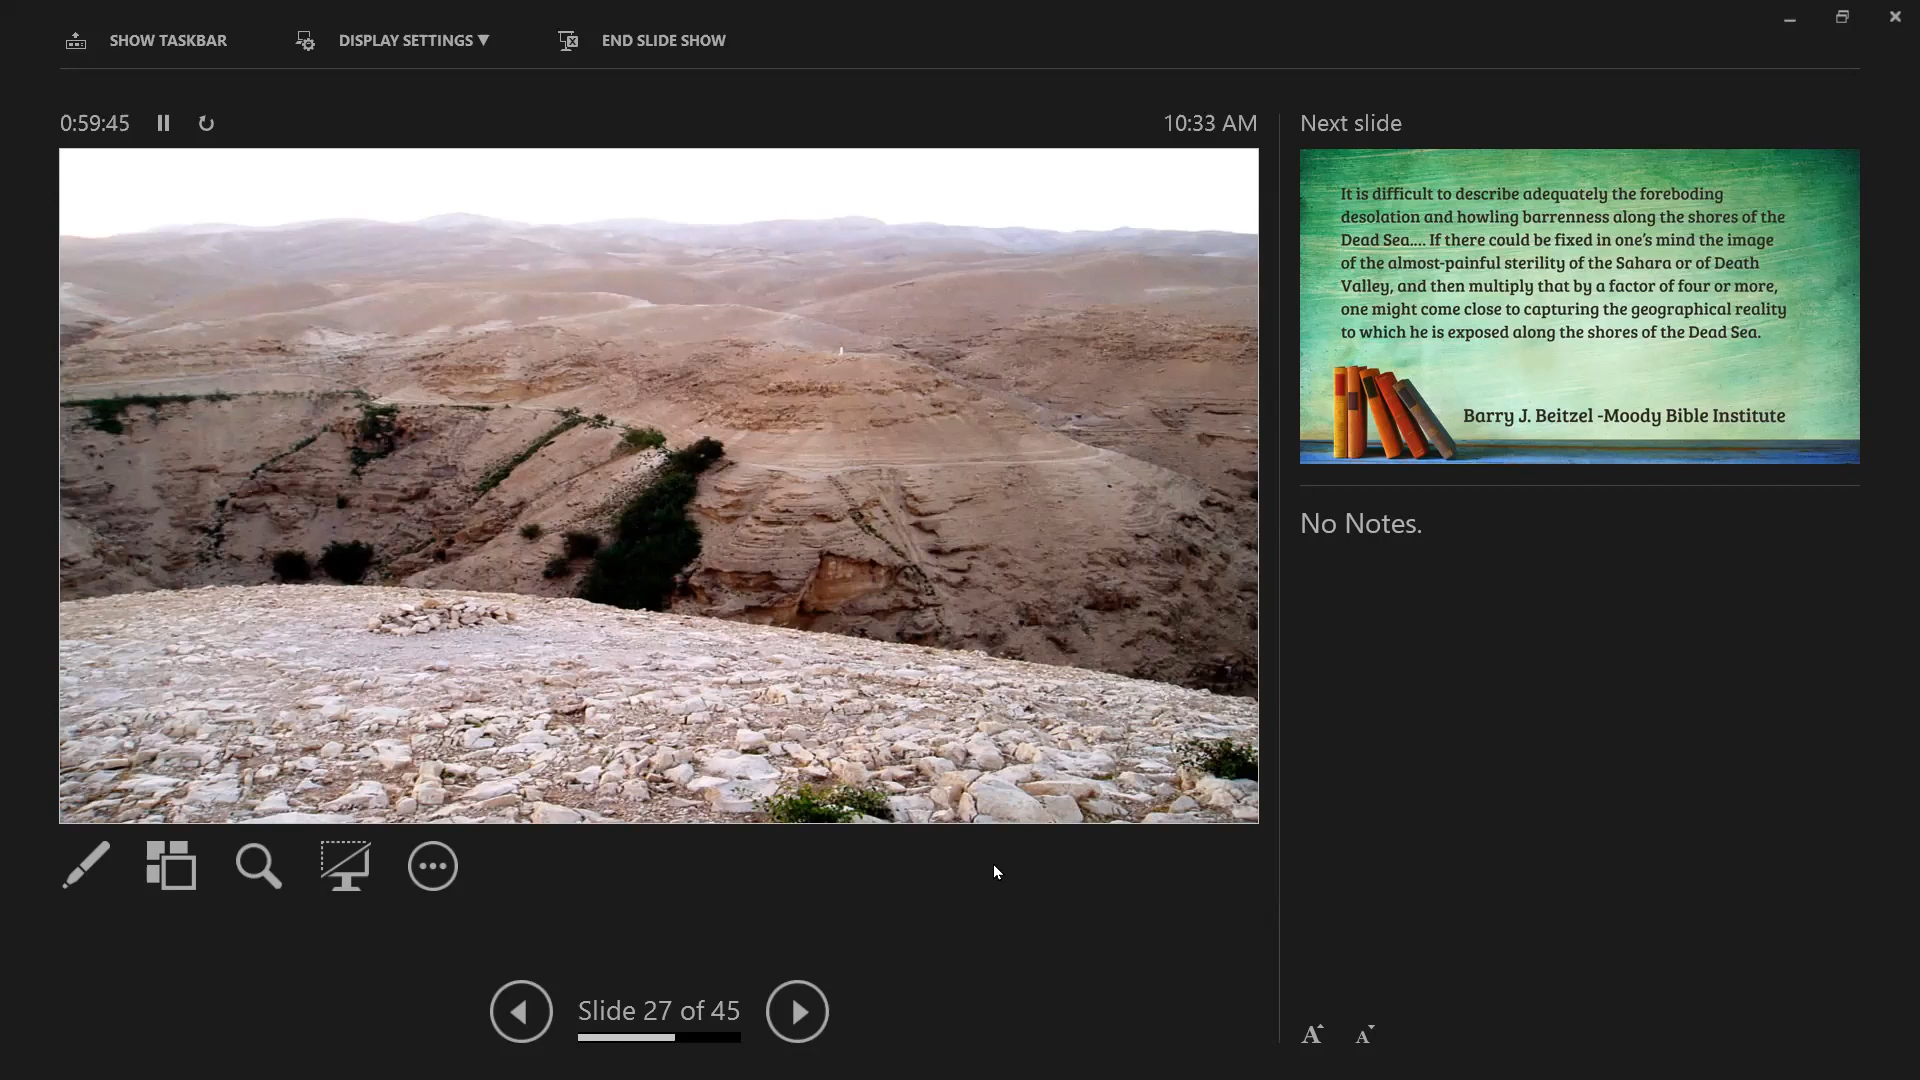 SHOW TASKBAR
DISPLAY SETTINGS ▼
END SLIDE SHOW
0:59:45
10:33 AM
Next slide
It is difficult to describe adequately the foreboding
desolation and howling barrenness along the shores of the
Dead Sea.... If there could be fixed in one's mind the image
of the almost-painful sterility of the Sahara or of Death
Valley, and then multiply that by a factor of four or more,
one might come close to capturing the geographical reality
to which he is exposed along the shores of the Dead Sea.
Barry J. Beitzel -Moody Bible Institute
No Notes.
Slide 27 of 45
A A